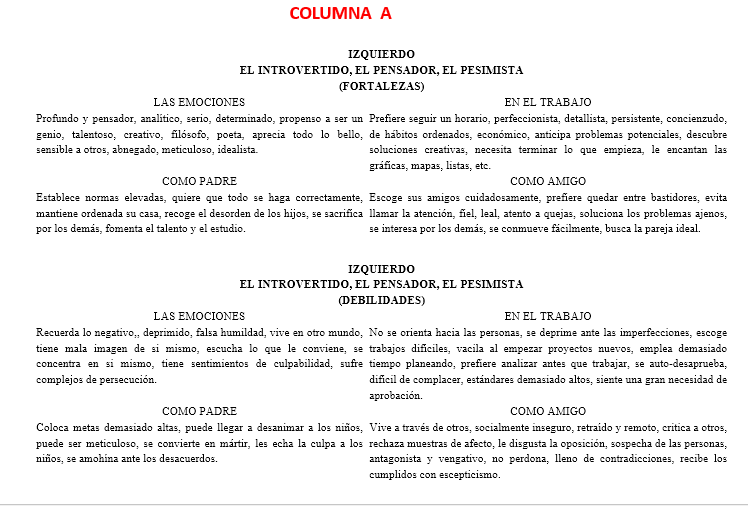 COLUMNA A
IZQUIERDO
EL INTROVERTIDO, EL PENSADOR, EL PESIMISTA
(FORTALEZAS)
LAS EMOCIONES
Profundo y pensador, analítico, serio, determinado, propenso a ser un
genio, talentoso, creativo, filósofo, poeta, aprecia todo lo bello,
sensible a otros, abnegado, meticuloso, idealista.
EN EL TRABAJO
Prefiere seguir un horario, perfeccionista, detallista, persistente, concienzudo,
de hábitos ordenados, económico, anticipa problemas potenciales, descubre
soluciones creativas, necesita terminar lo que empieza, le encantan las
gráficas, mapas, listas, etc.
COMO PADRE
Establece normas elevadas, quiere que todo se haga correctamente,
mantiene ordenada su casa, recoge el desorden de los hijos, se sacrifica
por los demás, fomenta el talento y el estudio.
COMO AMIGO
Escoge sus amigos cuidadosamente, prefiere quedar entre bastidores, evita
llamar la atención, fiel, leal, atento a quejas, soluciona los problemas ajenos,
se interesa por los demás, se conmueve fácilmente, busca la pareja ideal.
IZQUIERDO
EL INTROVERTIDO, EL PENSADOR, EL PESIMISTA
(DEBILIDADES)
LAS EMOCIONES
Recuerda lo negativo,, deprimido, falsa humildad, vive en otro mundo,
tiene mala imagen de si mismo, escucha lo que le conviene, se
concentra en si mismo, tiene sentimientos de culpabilidad, sufre
complejos de persecución.
EN EL TRABAJO
No se orienta hacia las personas, se deprime ante las imperfecciones, escoge
trabajos difíciles, vacila al empezar proyectos nuevos, emplea demasiado
tiempo planeando, prefiere analizar antes que trabajar, se auto-desaprueba,
difícil de complacer, estándares demasiado altos, siente una gran necesidad de
aprobación.
COMO PADRE
Coloca metas demasiado altas, puede llegar a desanimar a los niños,
puede ser meticuloso, se convierte en mártir, les echa la culpa a los
niños, se amohína ante los desacuerdos.
COMO AMIGO
Vive a través de otros, socialmente inseguro, retraído y remoto, critica a otros,
rechaza muestras de afecto, le disgusta la oposición, sospecha de las personas,
antagonista y vengativo, no perdona, lleno de contradicciones, recibe los
cumplidos con escepticismo.